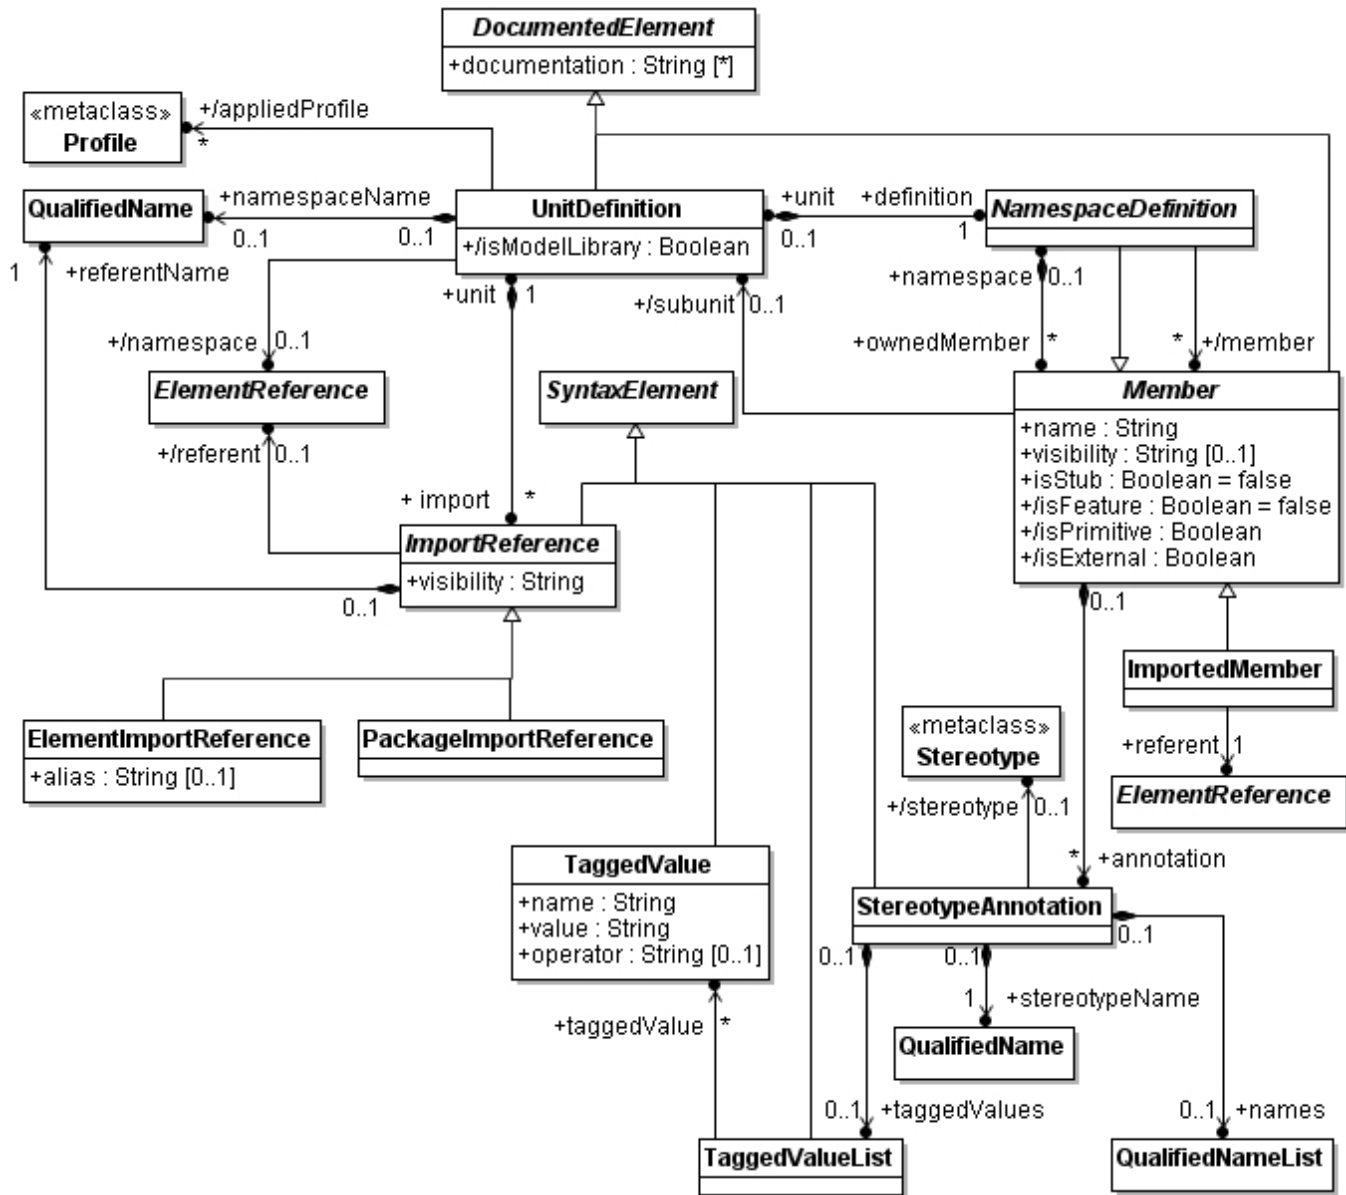 DocumentedElement
+documentation : String [*]
«metaclass»
Profile
+/appliedProfile
*
QualifiedName
+namespaceName
0..1
0..1
UnitDefinition
+/isModelLibrary : Boolean
+unit
0..1
+definition
1
NamespaceDefinition
1
+referentName
+unit
1
+/subunit
0..1
+namespace
0..1
+/namespace
0..1
+ownedMember
*
*
+/member
ElementReference
SyntaxElement
Member
+name : String
+visibility : String [0..1]
+isStub : Boolean = false
+/isFeature : Boolean = false
+/isPrimitive : Boolean
+/isExternal : Boolean
+/referent
0..1
+ import
*
ImportReference
+visibility : String
0..1
0..1
ImportedMember
ElementImportReference
+alias : String [0..1]
PackageImportReference
«metaclass»
Stereotype
+referent
1
ElementReference
+/stereotype
0..1
TaggedValue
+name : String
+value : String
+operator : String [0..1]
*
+annotation
StereotypeAnnotation
0..1
0..1
0..1
+taggedValue
*
1
+stereotypeName
QualifiedName
0..1
+taggedValues
0..1
+names
TaggedValueList
QualifiedNameList